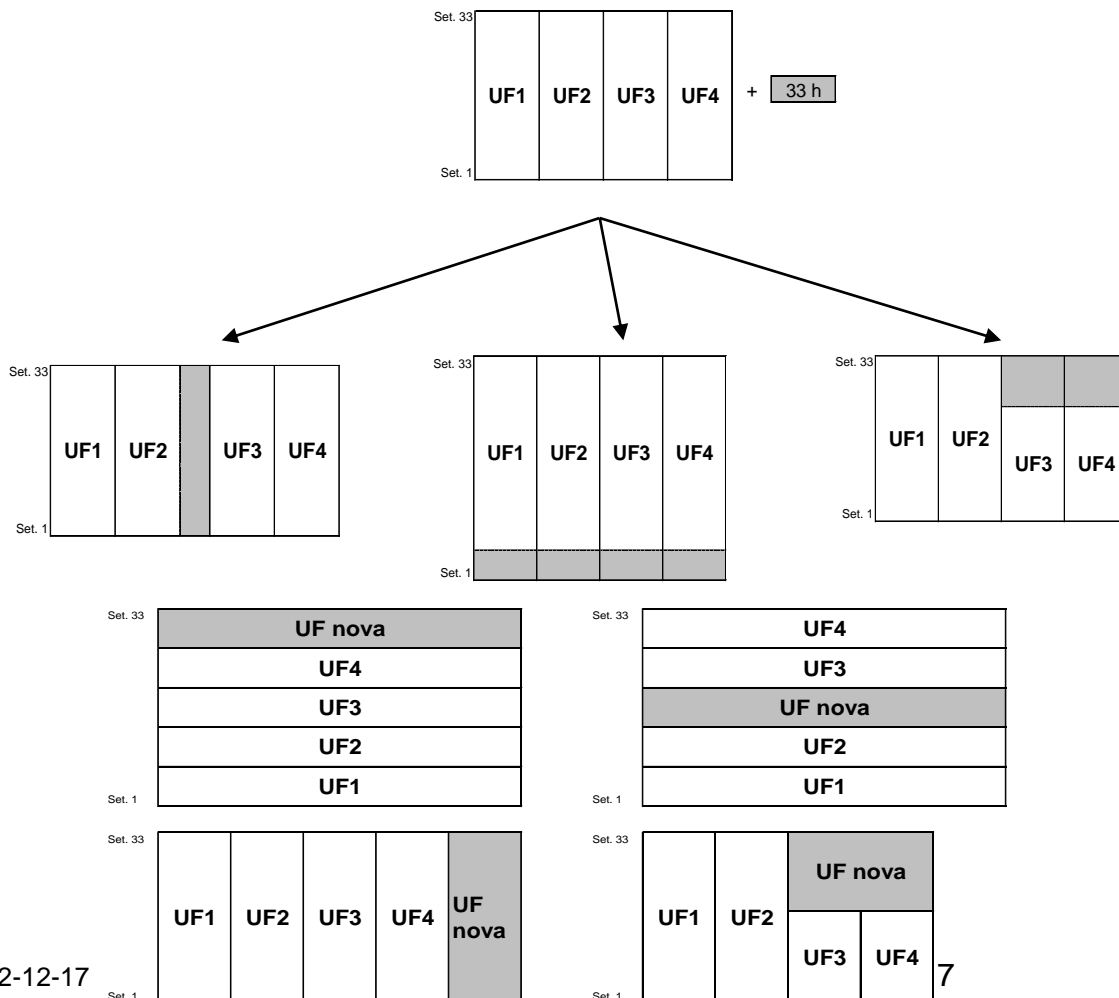 Set. 33
UF1 UF2 UF3 UF4 + 33 h
Set. 1
Set. 33
UF1 UF2 UF3 UF4
Set. 1
Set. 33
UF1 UF2 UF3 UF4
Set. 1
Set. 33
UF1 UF2 UF3 UF4
Set. 1
Set. 33
UF nova
UF4
UF3
UF2
UF1
Set. 1
Set. 33
UF4
UF3
UF nova
UF2
UF1
Set. 1
Set. 33
UF1 UF2 UF3 UF4 UF
nova
Set. 1
Set. 33
UF nova
UF1 UF2
UF3 UF4
Set. 1
2-12-17
7